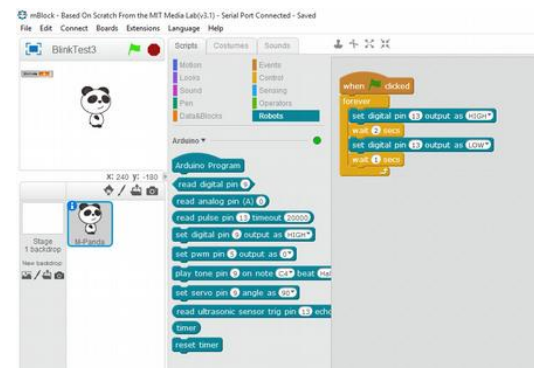 mBlock - Based On Scratch From the MIT Media Lab(v3.1) - Serial Port Connected - Saved
File Edit Connect Boards Extensions Language Help
BlinkTest3
Scripts Costumes Sounds
Motion Events
Looks Control
Sound Sensing
Pen Operators
Data&Blocks Robots
Arduino
Arduino Program
read digital pin 9
read analog pin (A) 0
read pulse pin 13 timeout 20000
set digital pin 9 output as HIGH
set pwm pin 5 output as 0
play tone pin 9 on note C4 beat Hal
set servo pin 9 angle as 90
read ultrasonic sensor trig pin 13 echo
timer
reset timer
X: 240 y: -180
Stage
1 backdrop
New backdrop
M-Panda
when clicked
forever
set digital pin 13 output as HIGH
wait 2 secs
set digital pin 13 output as LOW
wait 1 secs